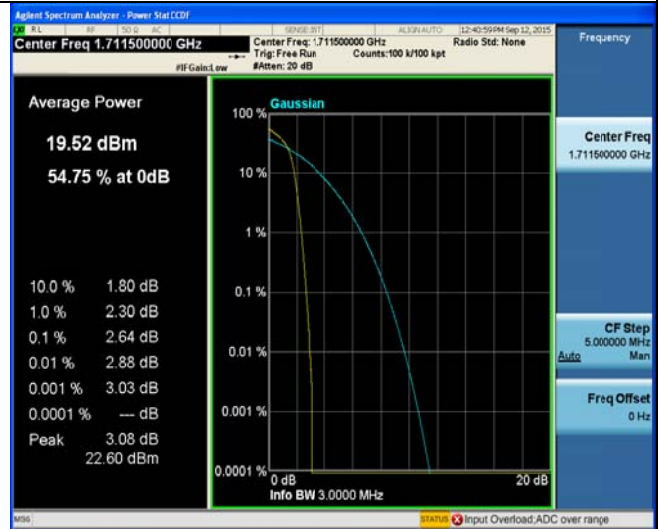 Agilent Spectrum Analyzer - Power Stat CCDF
RL RF 50 Ω AC SENSE:INT ALIGN AUTO 12:40:59 PM Sep 12, 2015
Center Freq 1.711500000 GHz
Center Freq: 1.711500000 GHz Radio Std: None
Trig: Free Run Counts:100 k/100 kpt
#IFGain:Low #Atten: 20 dB
Frequency
Average Power
19.52 dBm
54.75 % at 0dB
10.0 % 1.80 dB
1.0 % 2.30 dB
0.1 % 2.64 dB
0.01 % 2.88 dB
0.001 % 3.03 dB
0.0001 % --- dB
Peak 3.08 dB
22.60 dBm
Gaussian
100 %
10 %
1 %
0.1 %
0.01 %
0.001 %
0.0001 %
0 dB 20 dB
Info BW 3.0000 MHz
Center Freq
1.711500000 GHz
CF Step
5.000000 MHz
Auto Man
Freq Offset
0 Hz
MSG STATUS Input Overload;ADC over range